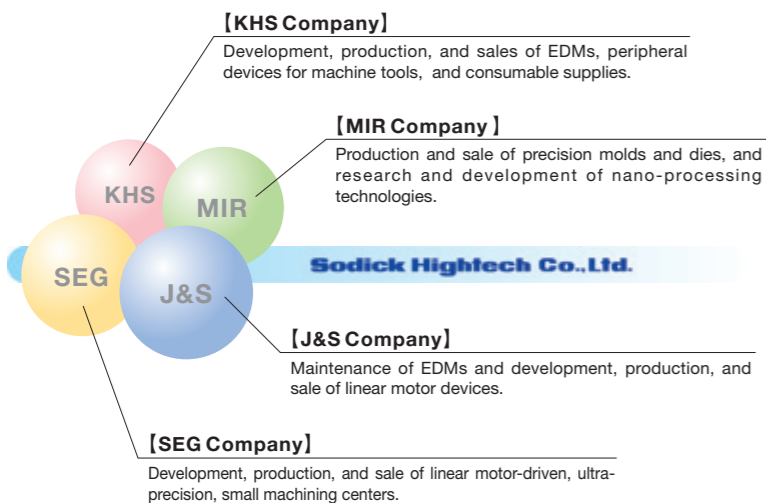 【KHS Company】
Development, production, and sales of EDMs, peripheral
devices for machine tools, and consumable supplies.
【MIR Company】
Production and sale of precision molds and dies, and
research and development of nano-processing
technologies.
KHS
MIR
SEG
J&S
Sodick Hightech Co.,Ltd.
【J&S Company】
Maintenance of EDMs and development, production, and
sale of linear motor devices.
【SEG Company】
Development, production, and sale of linear motor-driven, ultra-
precision, small machining centers.